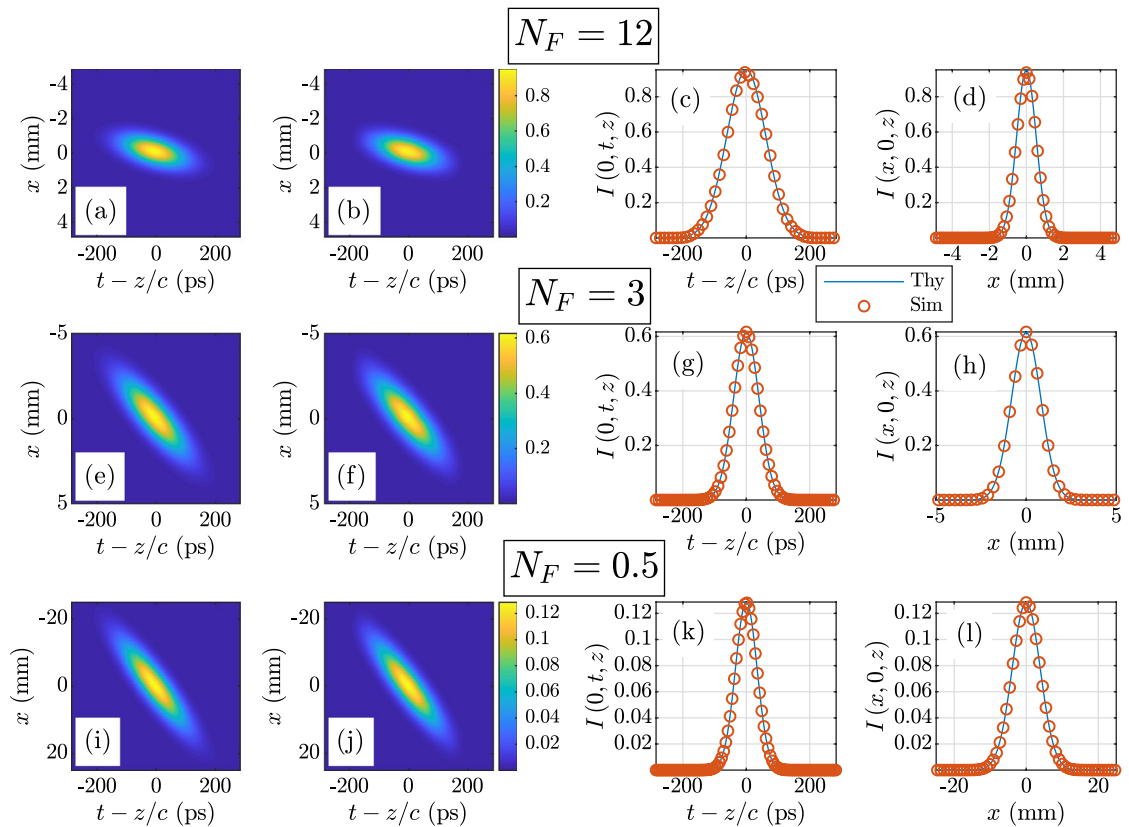 N_F = 12
-4
-2
0
2
4
x (mm)
(a)
-200 0 200
t − z/c (ps)
(b)
-200 0 200
t − z/c (ps)
0.8
0.6
0.4
0.2
I (0, t, z)
0.8
0.6
0.4
0.2
(c)
-200 0 200
t − z/c (ps)
I (x, 0, z)
0.8
0.6
0.4
0.2
(d)
-4 -2 0 2 4
x (mm)
N_F = 3
Thy
Sim
-5
0
5
x (mm)
(e)
-200 0 200
t − z/c (ps)
x (mm)
-5
0
5
(f)
-200 0 200
t − z/c (ps)
0.6
0.4
0.2
I (0, t, z)
0.6
0.4
0.2
(g)
-200 0 200
t − z/c (ps)
I (x, 0, z)
0.6
0.4
0.2
(h)
-5 0 5
x (mm)
N_F = 0.5
-20
0
20
x (mm)
(i)
-200 0 200
t − z/c (ps)
x (mm)
-20
0
20
(j)
-200 0 200
t − z/c (ps)
0.12
0.1
0.08
0.06
0.04
0.02
I (0, t, z)
0.12
0.1
0.08
0.06
0.04
0.02
(k)
-200 0 200
t − z/c (ps)
I (x, 0, z)
0.12
0.1
0.08
0.06
0.04
0.02
(l)
-20 0 20
x (mm)